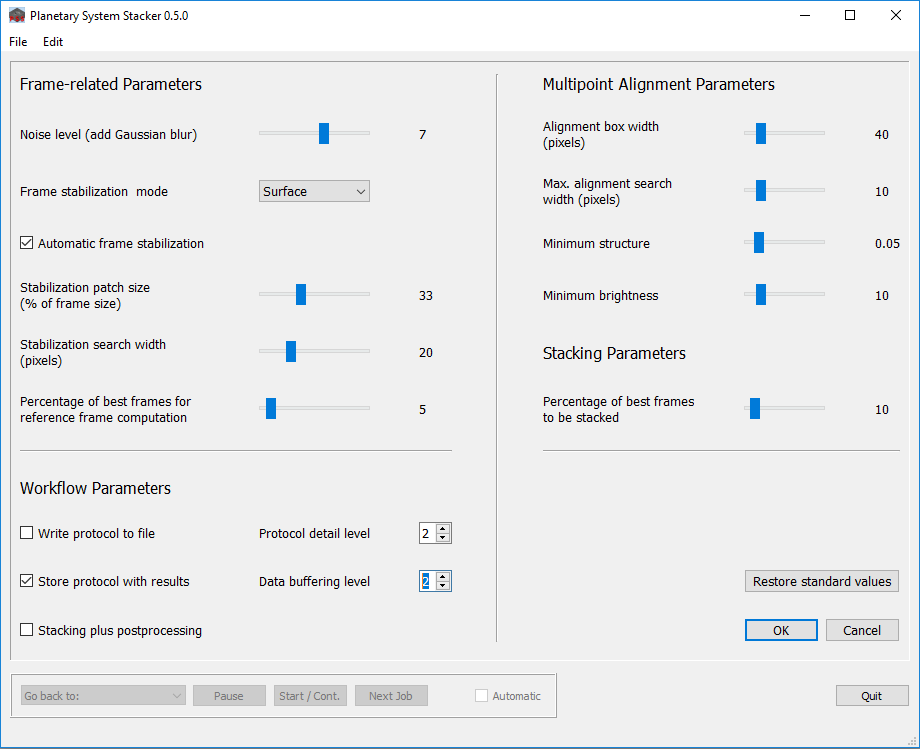 Planetary System Stacker 0.5.0
File Edit
Frame-related Parameters
Noise level (add Gaussian blur) 7
Frame stabilization mode Surface
Automatic frame stabilization
Stabilization patch size
(% of frame size) 33
Stabilization search width
(pixels) 20
Percentage of best frames for
reference frame computation 5
Workflow Parameters
Write protocol to file Protocol detail level 2
Store protocol with results Data buffering level 2
Stacking plus postprocessing
Multipoint Alignment Parameters
Alignment box width
(pixels) 40
Max. alignment search
width (pixels) 10
Minimum structure 0.05
Minimum brightness 10
Stacking Parameters
Percentage of best frames
to be stacked 10
Restore standard values
OK Cancel
Go back to: Pause Start / Cont. Next Job Automatic Quit